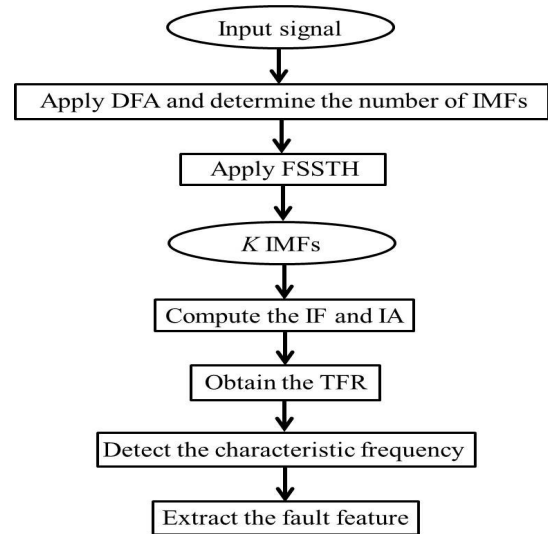 Input signal
Apply DFA and determine the number of IMFs
Apply FSSTH
K IMFs
Compute the IF and IA
Obtain the TFR
Detect the characteristic frequency
Extract the fault feature